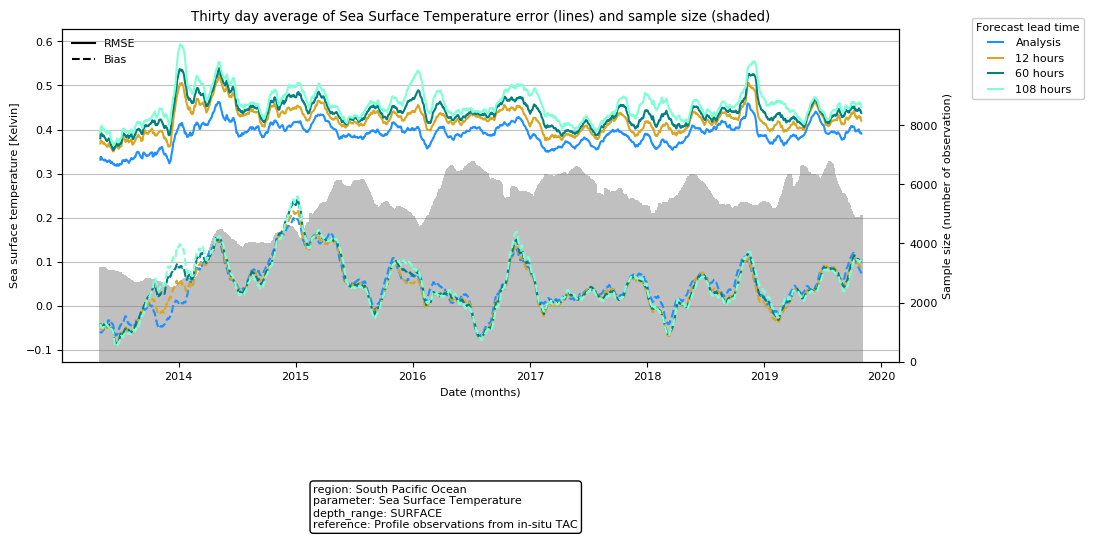 Thirty day average of Sea Surface Temperature error (lines) and sample size (shaded)
Forecast lead time
Analysis
12 hours
60 hours
108 hours
RMSE
Bias
0.6
0.5
0.4
0.3
0.2
0.1
0.0
−0.1
Sea surface temperature [Kelvin]
8000
6000
4000
2000
0
Sample size (number of observation)
2014 2015 2016 2017 2018 2019 2020
Date (months)
region: South Pacific Ocean
parameter: Sea Surface Temperature
depth_range: SURFACE
reference: Profile observations from in-situ TAC